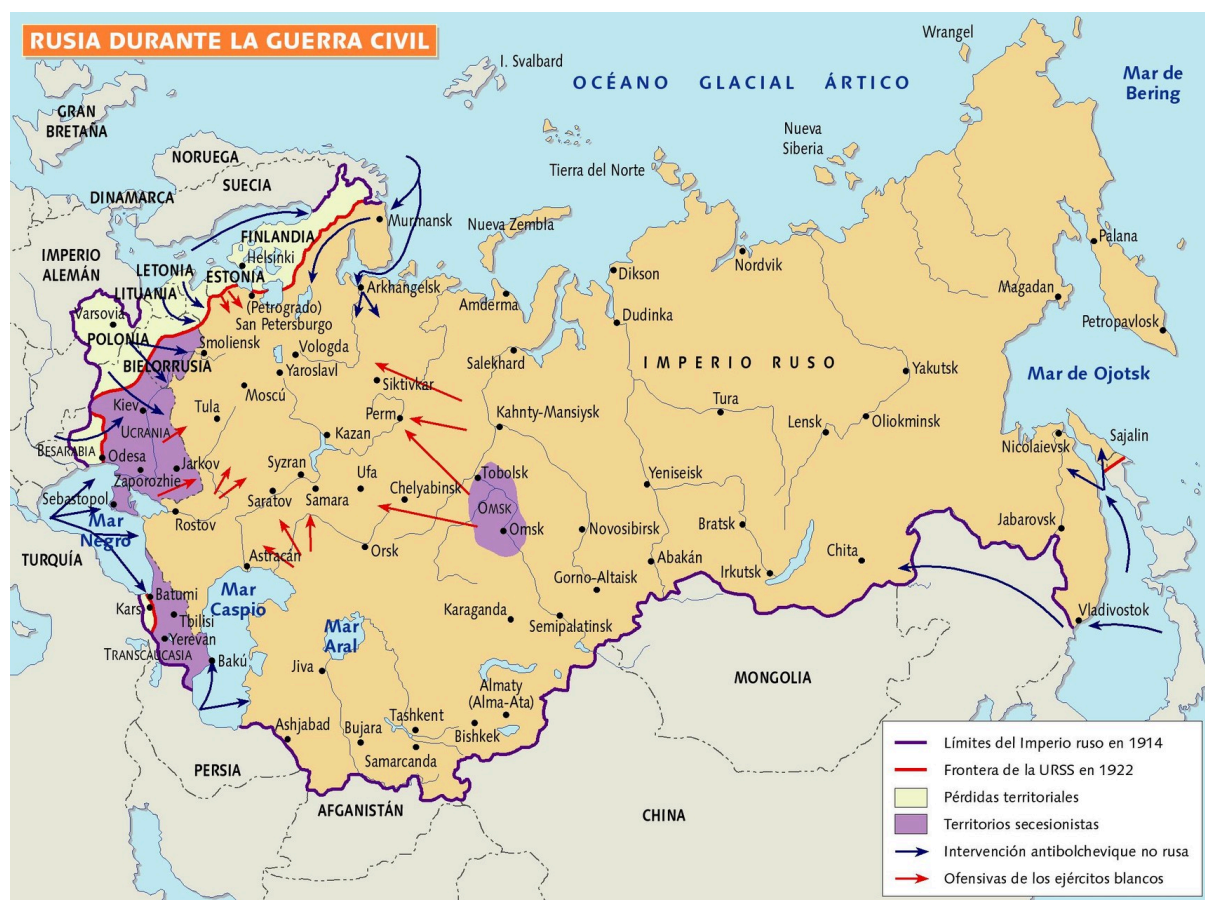 RUSIA DURANTE LA GUERRA CIVIL
Wrangel
I. Svalbard
OCÉANO GLACIAL ÁRTICO
Mar de
Bering
GRAN
BRETAÑA
Nueva
Siberia
NORUEGA
SUECIA
Tierra del Norte
DINAMARCA
Murmansk
Nueva Zembla
FINLANDIA
Helsinki
Palana
IMPERIO
ALEMÁN
LETONIA
ESTONIA
LITUANIA
Nordvik
Dikson
Arkhangelsk
Amderma
Magadan
(Petrogrado)
San Petersburgo
Varsovia
Dudinka
Petropavlosk
POLONIA
Smoliensk
Vologda
BIELORRUSIA
Yaroslavl
Salekhard
IMPERIO RUSO
Yakutsk
Mar de Ojotsk
Siktivkar
Moscú
Kiev
Tula
Perm
Kahnty-Mansiysk
Tura
Lensk
Oliokminsk
UCRANIA
Kazan
Nicolaievsk
Sajalin
BESARABIA
Odesa
Jarkov
Syzran
Ufa
Tobolsk
Yeniseisk
Zaporozhie
Saratov
Samara
Chelyabinsk
OMSK
Sebastopol
Rostov
Omsk
Novosibirsk
Bratsk
Jabarovsk
Mar
Negro
Orsk
Abakán
Irkutsk
Chita
TURQUÍA
Astracán
Gorno-Altaisk
Batumi
Mar
Caspio
Kars
Tbilisi
Karaganda
Semipalatinsk
Vladivostok
Mar
Aral
Yerevan
TRANSCAUCASIA
Bakú
Jiva
MONGOLIA
Almaty
(Alma-Ata)
Ashjabad
Bujara
Tashkent
Bishkek
Samarcanda
PERSIA
AFGANISTÁN
CHINA
Límites del Imperio ruso en 1914
Frontera de la URSS en 1922
Pérdidas territoriales
Territorios secesionistas
Intervención antibolchevique no rusa
Ofensivas de los ejércitos blancos